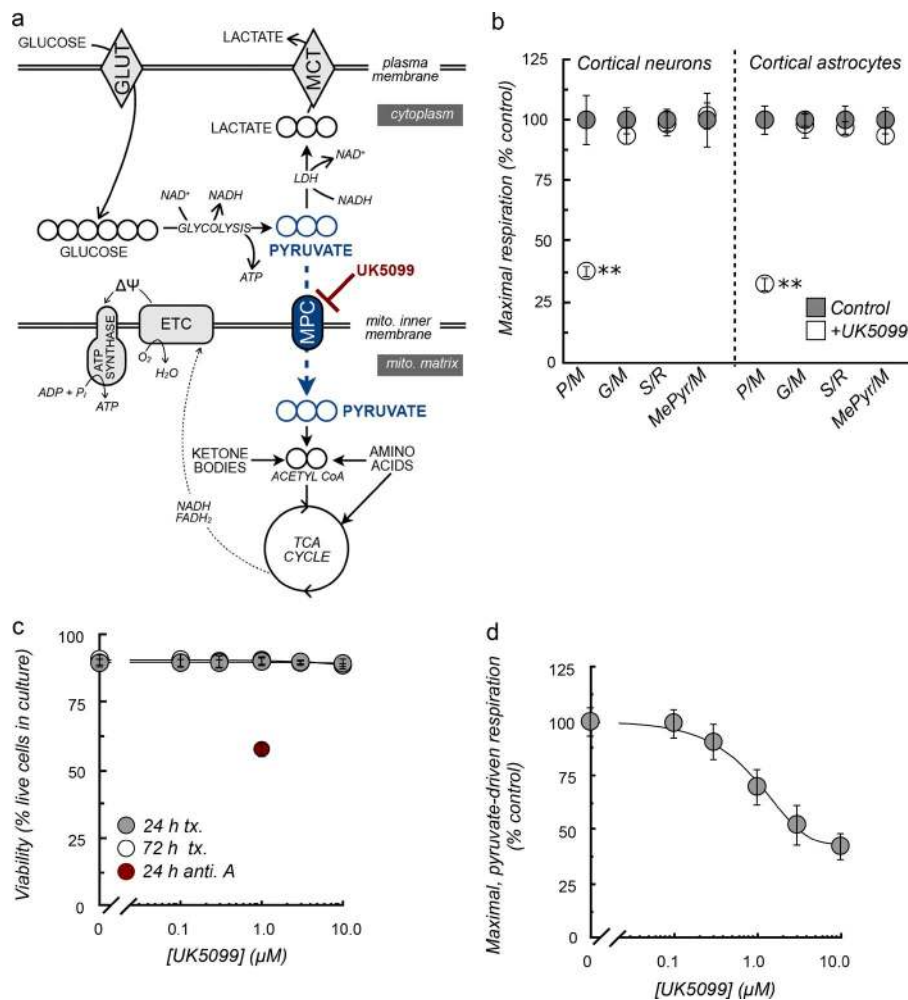 a
GLUCOSE
GLUT
LACTATE
MCT
plasma
membrane
cytoplasm
LACTATE
NAD⁺
LDH
NADH
NAD⁺
NADH
GLYCOLYSIS
GLUCOSE
PYRUVATE
ATP
UK5099
ΔΨ
ETC
MPC
mito. inner
membrane
mito. matrix
ATP
SYNTHASE
O₂
H₂O
ADP + Pᵢ
ATP
PYRUVATE
KETONE
BODIES
AMINO
ACIDS
ACETYL CoA
NADH
FADH₂
TCA
CYCLE
b
Maximal respiration (% control)
125
100
75
50
25
0
Cortical neurons
Cortical astrocytes
**
**
Control
+UK5099
P/M
G/M
S/R
MePyr/M
P/M
G/M
S/R
MePyr/M
c
Viability (% live cells in culture)
100
75
50
25
0
24 h tx.
72 h tx.
24 h anti. A
0
0.1
1.0
10.0
[UK5099] (µM)
d
Maximal, pyruvate-driven respiration
(% control)
125
100
75
50
25
0
0
0.1
1.0
10.0
[UK5099] (µM)